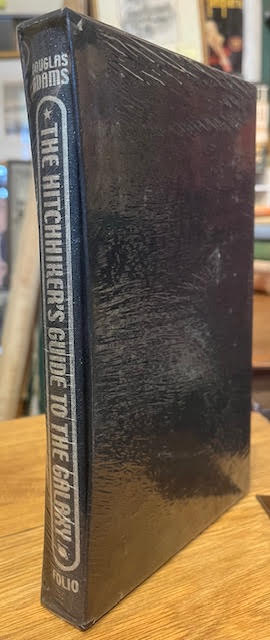 DOUGLAS
ADAMS
THE HITCHHIKER'S GUIDE TO THE GALAXY
FOLIO